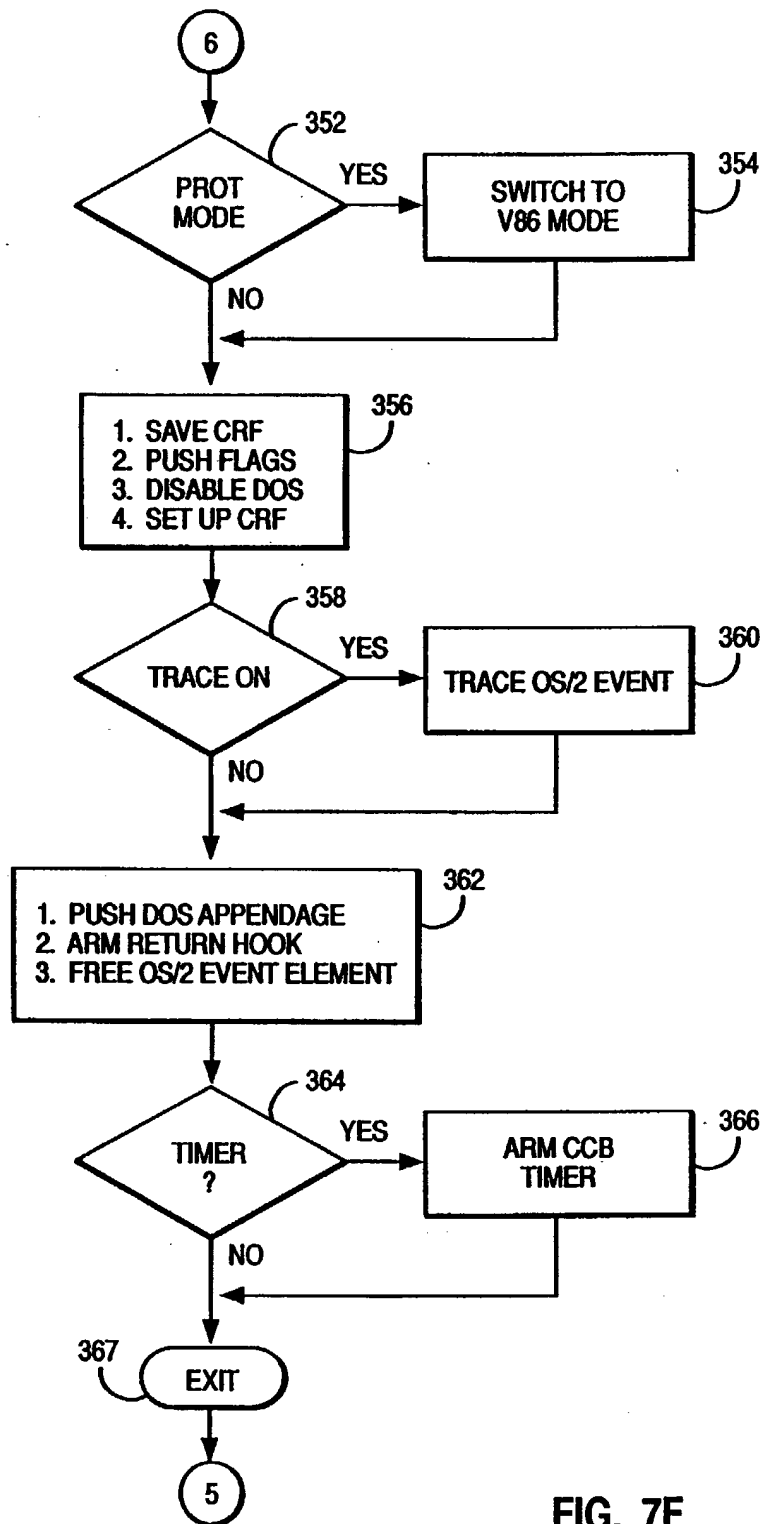 6
352
PROT
MODE
YES
SWITCH TO
V86 MODE
354
NO
356
1. SAVE CRF
2. PUSH FLAGS
3. DISABLE DOS
4. SET UP CRF
358
TRACE ON
YES
TRACE OS/2 EVENT
360
NO
362
1. PUSH DOS APPENDAGE
2. ARM RETURN HOOK
3. FREE OS/2 EVENT ELEMENT
364
TIMER
?
YES
ARM CCB
TIMER
366
NO
367
EXIT
5
FIG. 7F